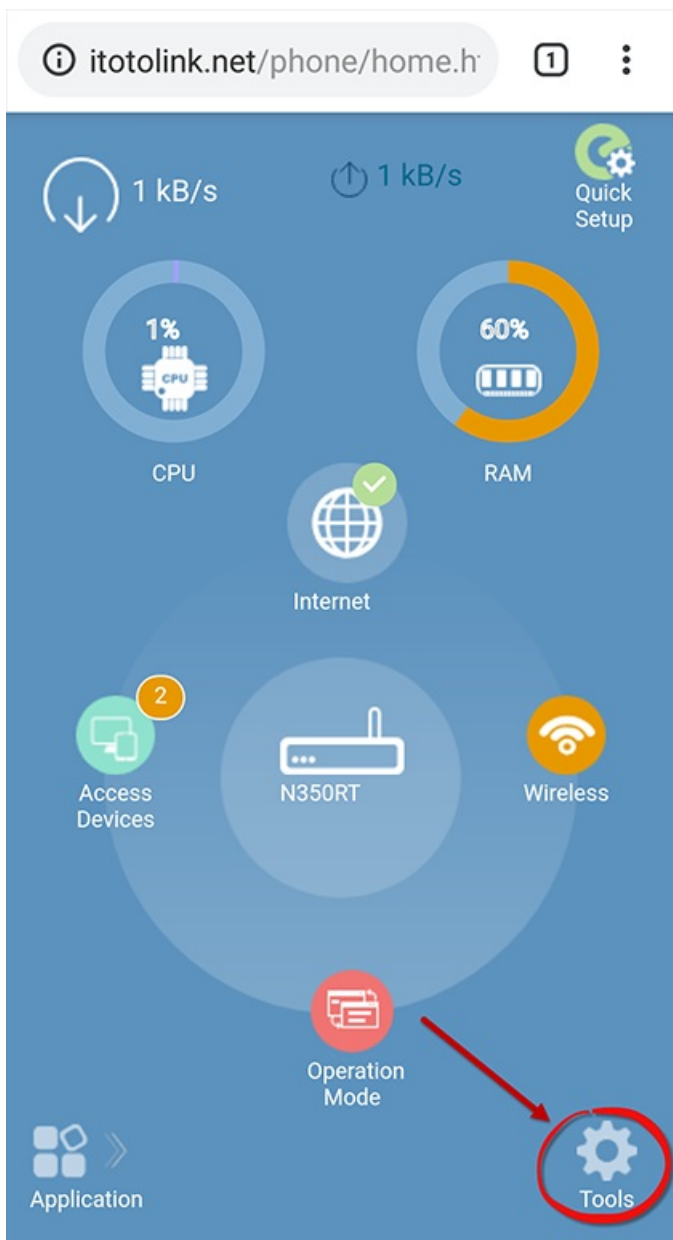 itotolink.net/phone/home.h
1
1 kB/s
1 kB/s
Quick
Setup
1%
CPU
60%
CPU
RAM
Internet
2
Access
Devices
N350RT
Wireless
Operation
Mode
Application
Tools